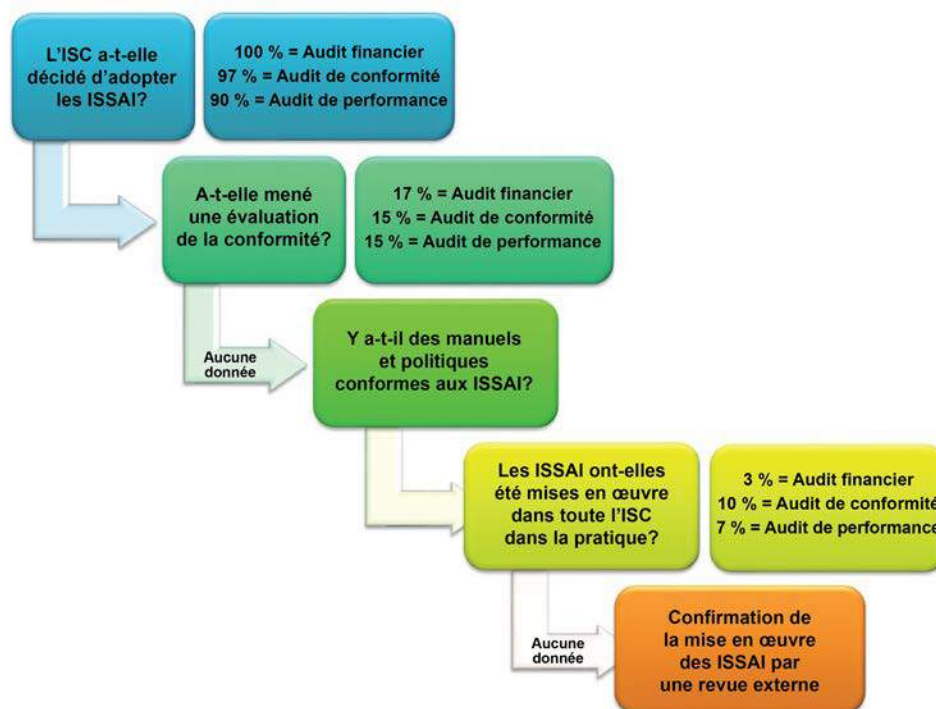 L'ISC a-t-elle
décidé d'adopter
les ISSAI?
100 % = Audit financier
97 % = Audit de conformité
90 % = Audit de performance
A-t-elle mené
une évaluation
de la conformité?
17 % = Audit financier
15 % = Audit de conformité
15 % = Audit de performance
Aucune
donnée
Y a-t-il des manuels
et politiques
conformes aux ISSAI?
Les ISSAI ont-elles
été mises en œuvre
dans toute l'ISC
dans la pratique?
3 % = Audit financier
10 % = Audit de conformité
7 % = Audit de performance
Aucune
donnée
Confirmation de
la mise en œuvre
des ISSAI par
une revue externe